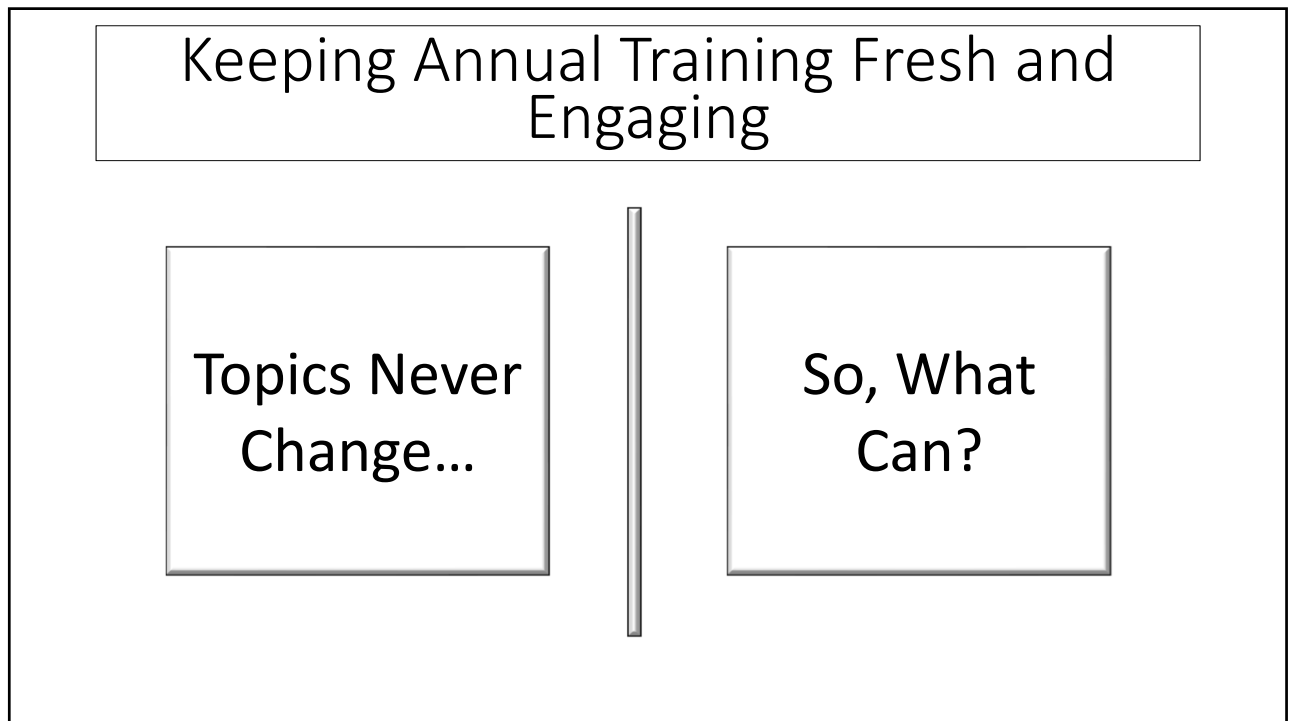 Keeping Annual Training Fresh and
Engaging
Topics Never
Change...
So, What
Can?